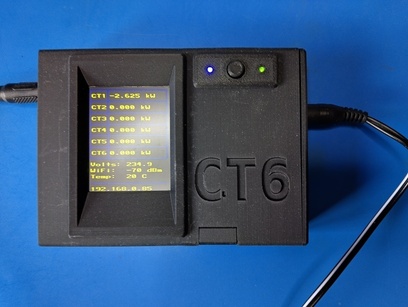 CT1 -2.625 kW
CT2 0.000 kW
CT3 0.000 kW
CT4 0.000 kW
CT5 0.000 kW
CT6 0.000 kW
Volts: 234.9
WiFi: -70 dBm
Temp: 20 C
192.168.0.85
CT6